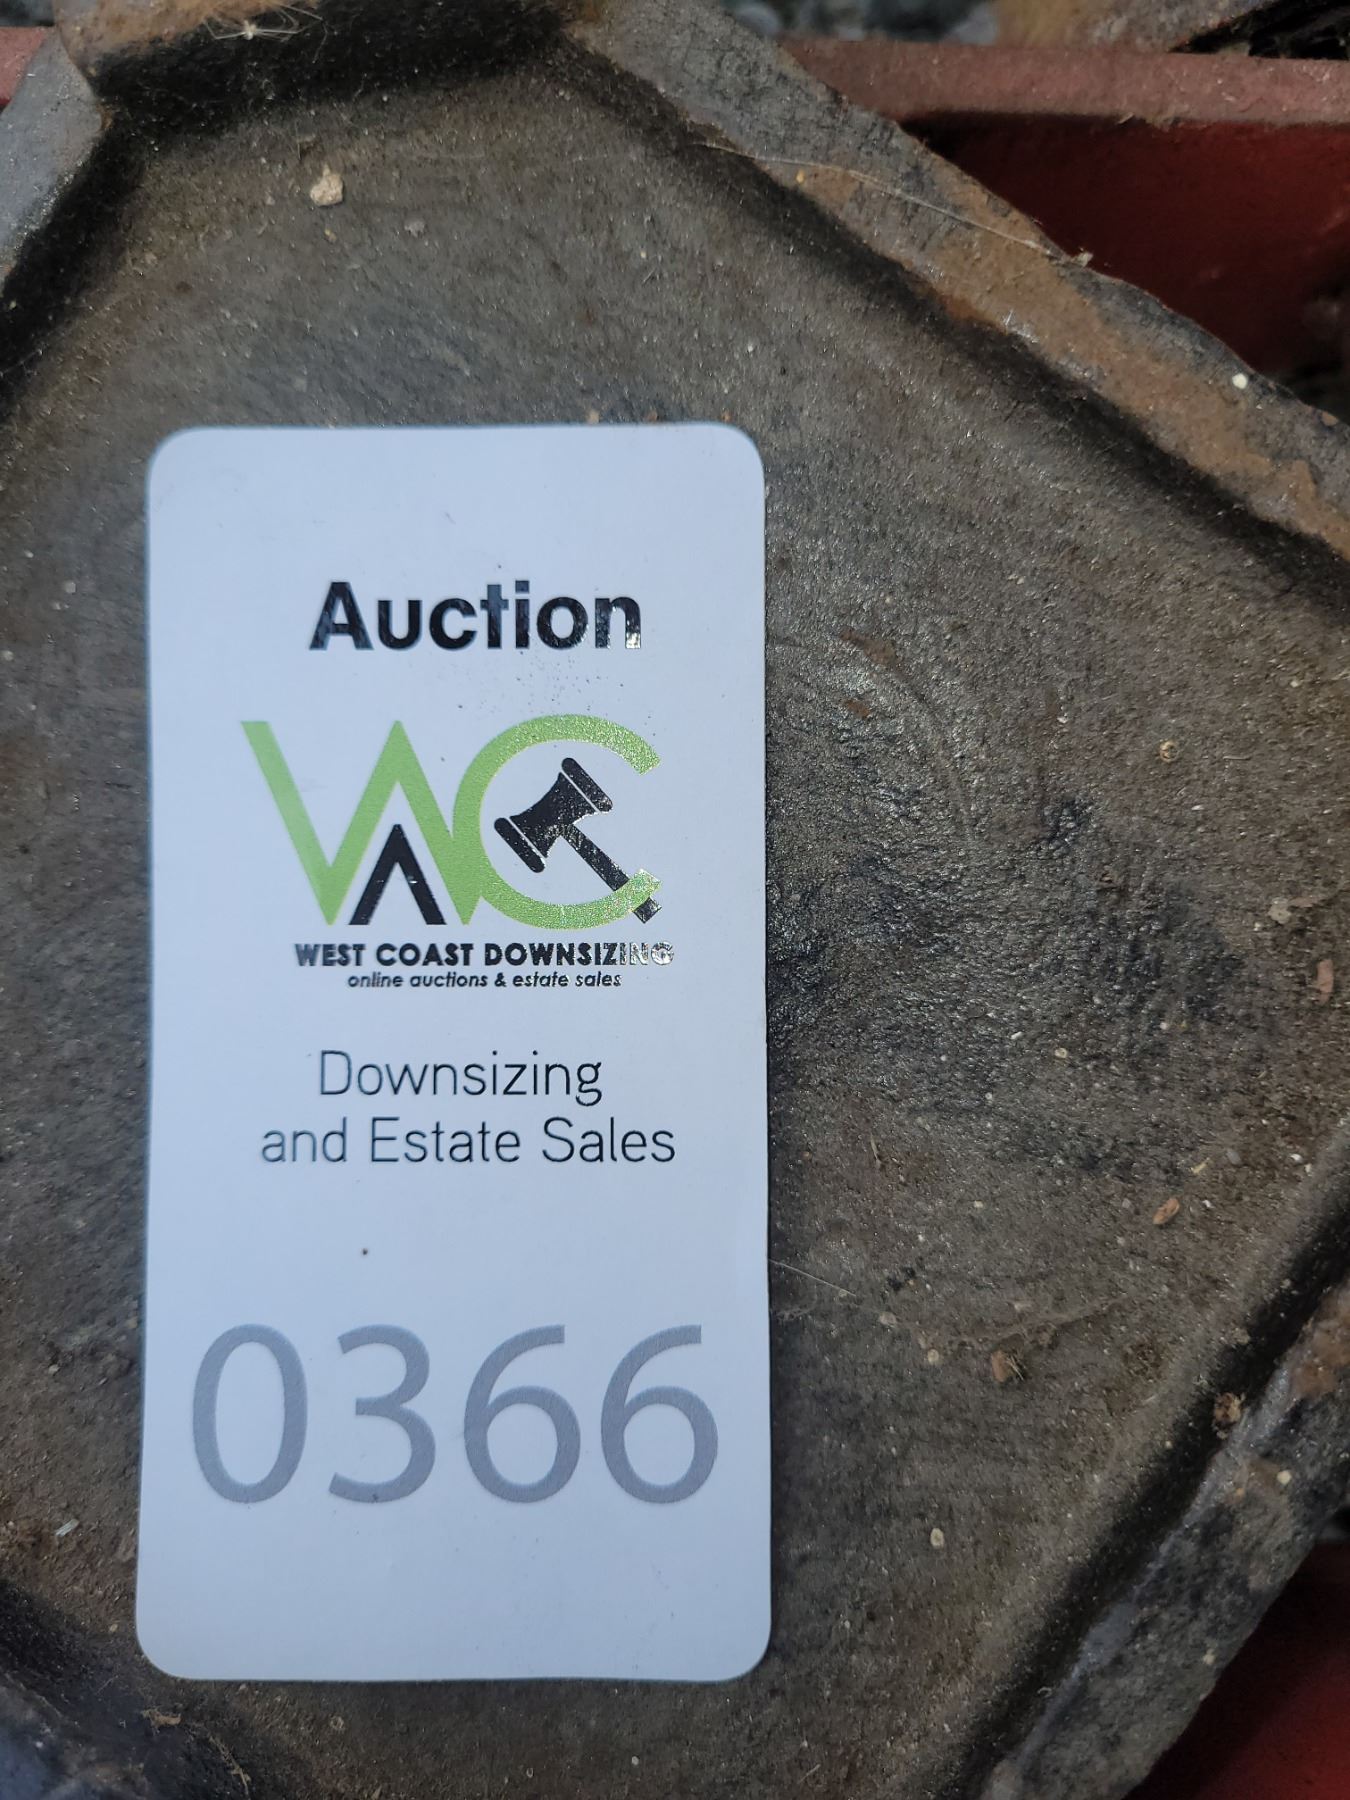 Auction
WC
WEST COAST DOWNSIZING
online auctions & estate sales
Downsizing
and Estate Sales
0366